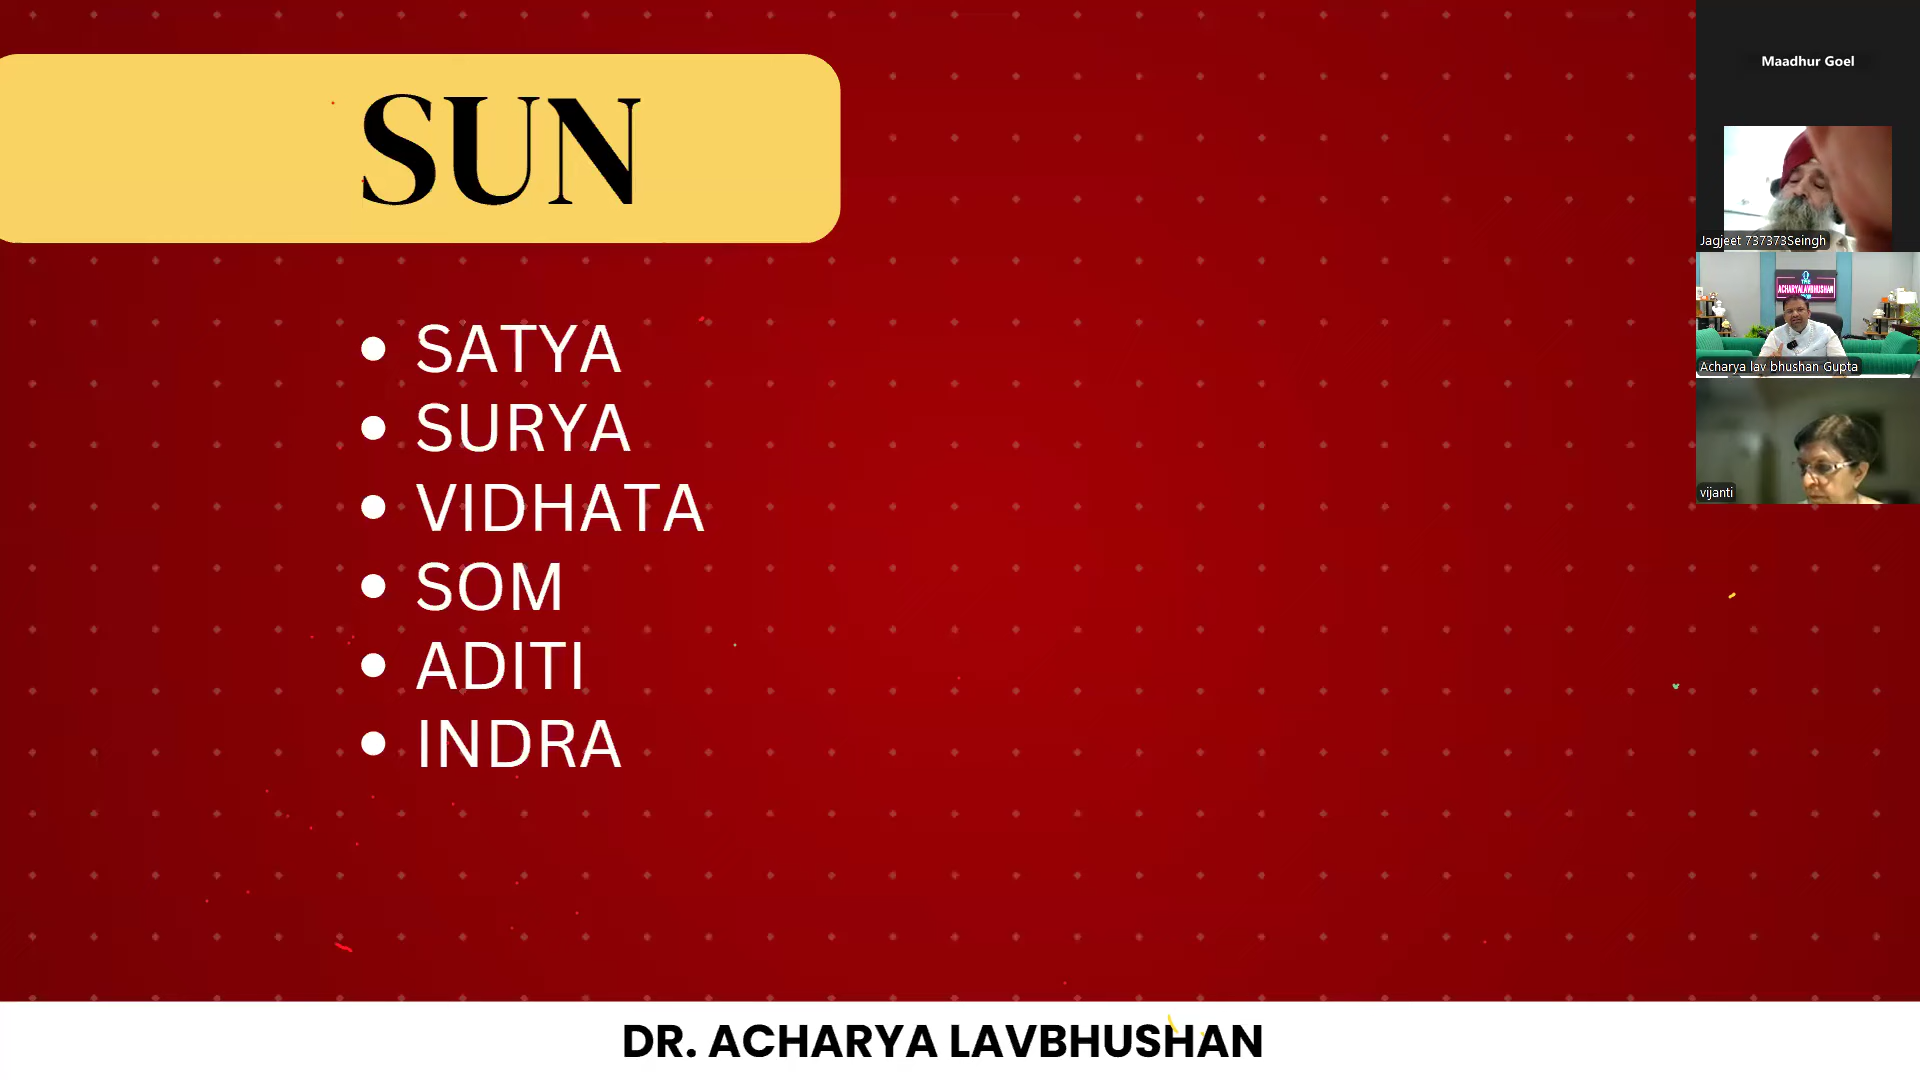 SUN
SATYA
SURYA
VIDHATA
SOM
ADITI
INDRA
DR. ACHARYA LAVBHUSHAN
Maadhur Goel
Jagjeet 737373Seingh
ACHARYALAVBHUSHAN
Acharya lav bhushan Gupta
vijanti